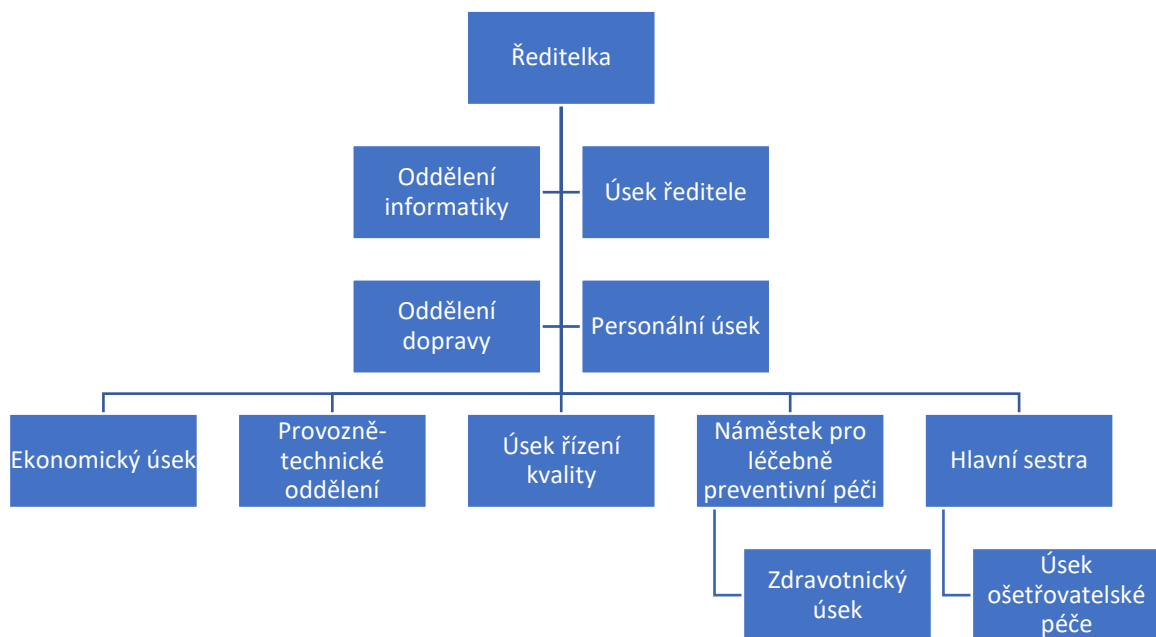 Ředitelka
Oddělení
informatiky
Úsek ředitele
Oddělení
dopravy
Personální úsek
Ekonomický úsek
Provozně-
technické
oddělení
Úsek řízení
kvality
Náměstek pro
léčebně
preventivní péči
Hlavní sestra
Zdravotnický
úsek
Úsek
ošetřovatelské
péče